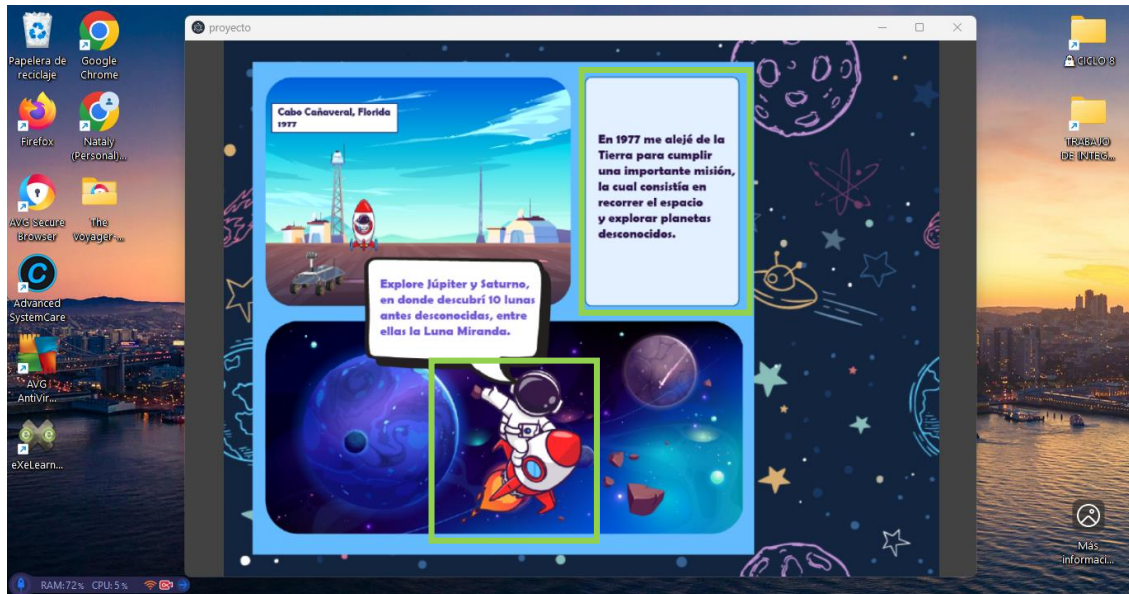 Papelera de
reciclaje
Google
Chrome
Firefox
Nataly
(Personal)...
AVG Secure
Browser
The
Voyager-...
Advanced
SystemCare
AVG
AntiVir...
eXeLearn...
proyecto
Cabo Cañaveral, Florida
1977
En 1977 me alejé de la
Tierra para cumplir
una importante misión,
la cual consistía en
recorrer el espacio
y explorar planetas
desconocidos.
Explore Júpiter y Saturno,
en donde descubrí 10 lunas
antes desconocidas, entre
ellas la Luna Miranda.
CICLO 8
TRABAJO
DE INTEG...
Más
informaci...
RAM:72% CPU:5%